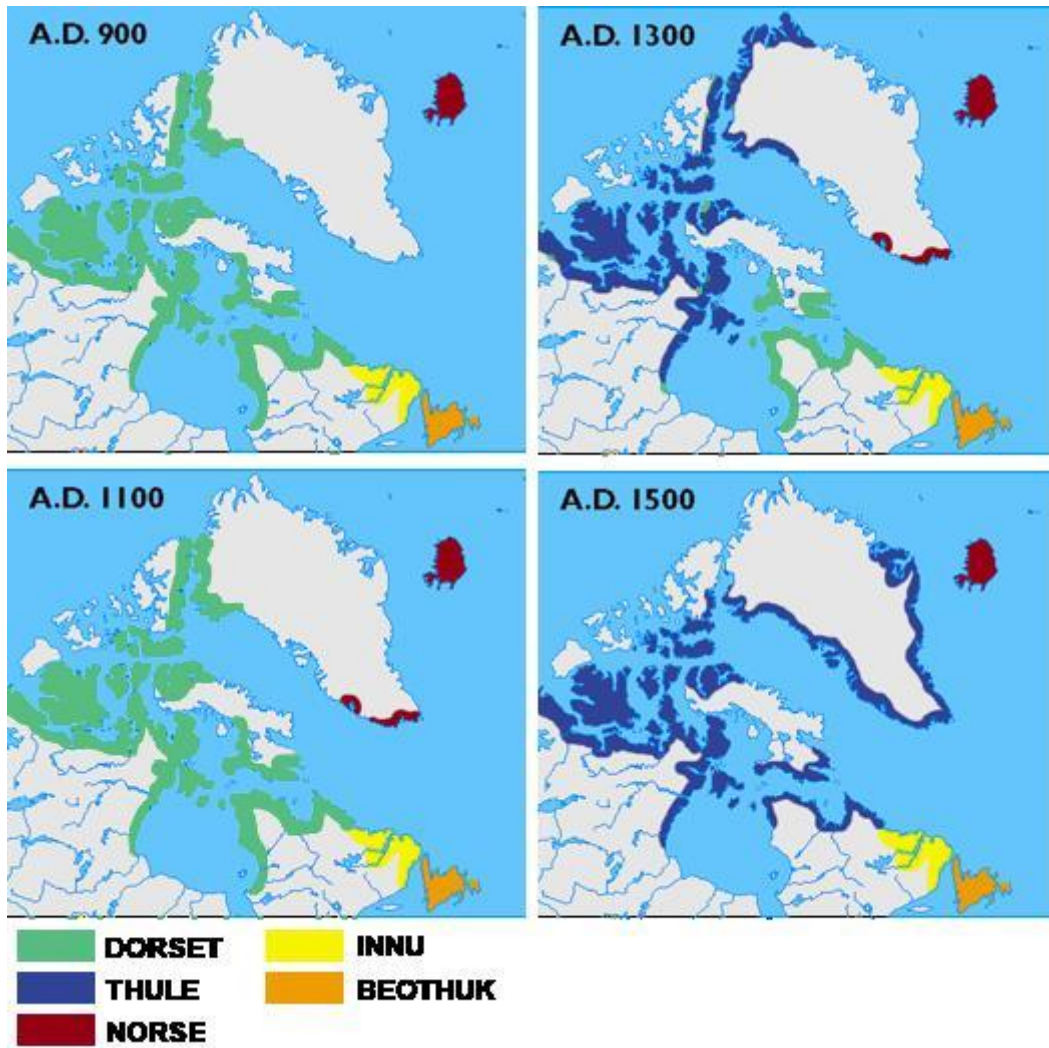 A.D. 900
A.D. 1300
A.D. 1100
A.D. 1500
DORSET
INNU
THULE
BEOTHUK
NORSE